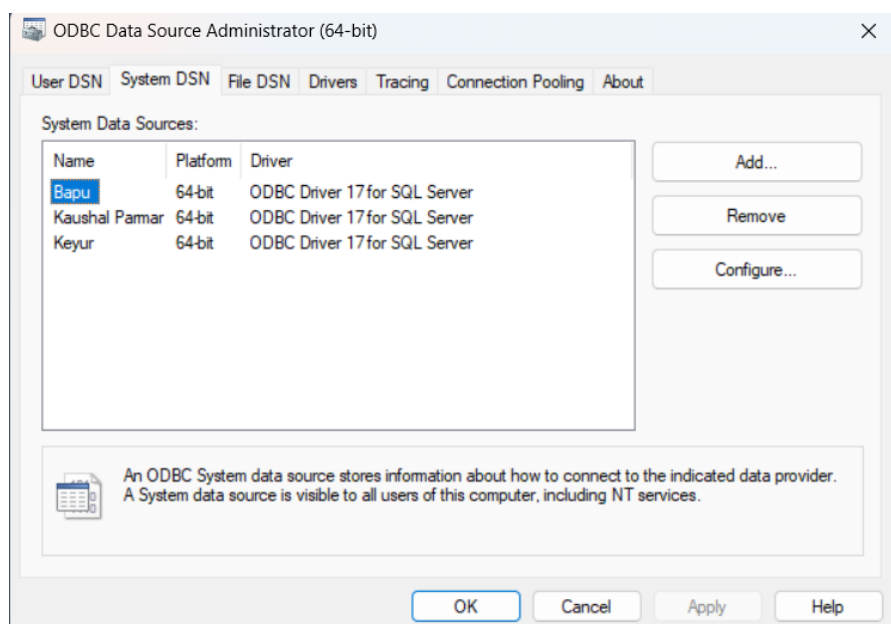 ODBC Data Source Administrator (64-bit)
User DSN System DSN File DSN Drivers Tracing Connection Pooling About
System Data Sources:
Name Platform Driver
Bapu 64-bit ODBC Driver 17 for SQL Server
Kaushal Parmar 64-bit ODBC Driver 17 for SQL Server
Keyur 64-bit ODBC Driver 17 for SQL Server
Add...
Remove
Configure...
An ODBC System data source stores information about how to connect to the indicated data provider.
A System data source is visible to all users of this computer, including NT services.
OK Cancel Apply Help